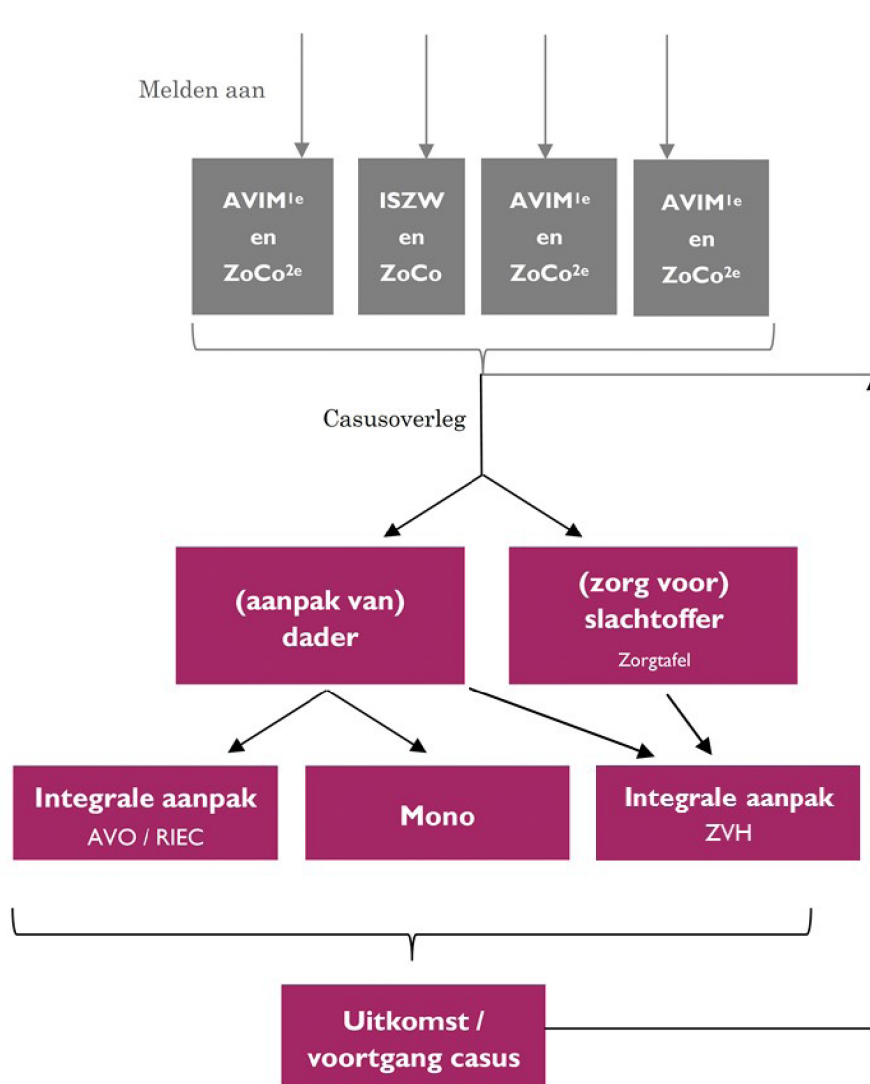 Melden aan
AVIM1e
en
ZoCo2e
ISZW
en
ZoCo
AVIM1e
en
ZoCo2e
AVIM1e
en
ZoCo2e
Casusoverleg
(aanpak van)
dader
(zorg voor)
slachtoffer
Zorgtafel
Integrale aanpak
AVO / RIEC
Mono
Integrale aanpak
ZVH
Uitkomst /
voortgang casus